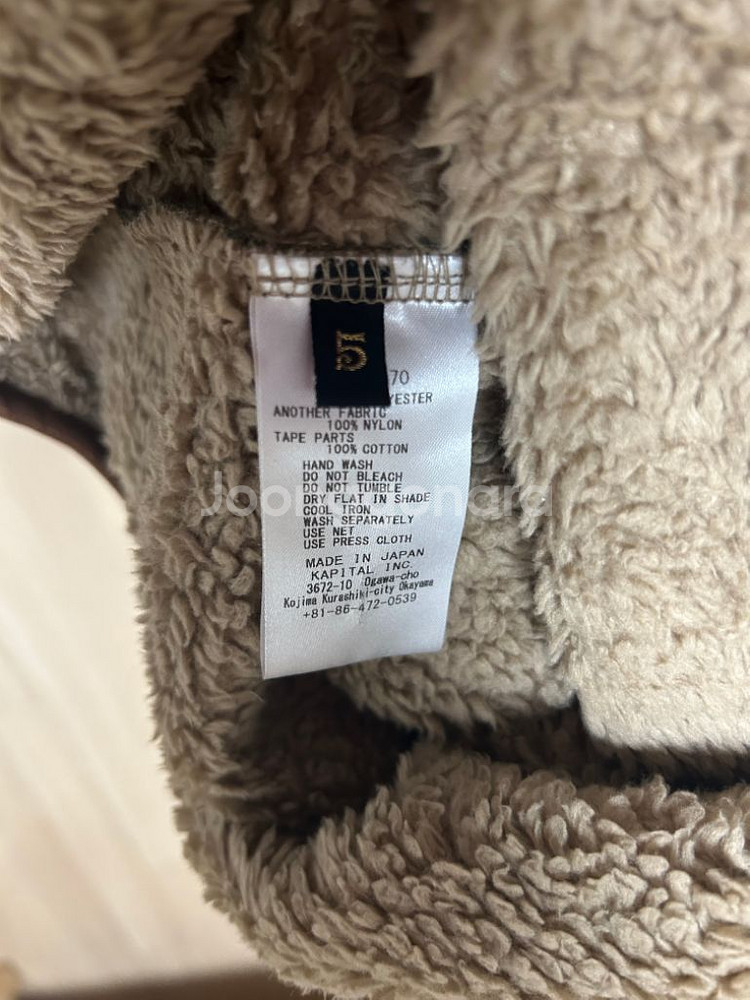 5
70
YESTER
ANOTHER FABRIC
100% NYLON
TAPE PARTS
100% COTTON
HAND WASH
DO NOT BLEACH
DO NOT TUMBLE
DRY FLAT IN SHADE
COOL IRON
WASH SEPARATELY
USE NET
USE PRESS CLOTH
MADE IN JAPAN
KAPITAL INC.
3672-10 Ogawa-cho
Kojima Kurashiki-city Okayama
+81-86-472-0539